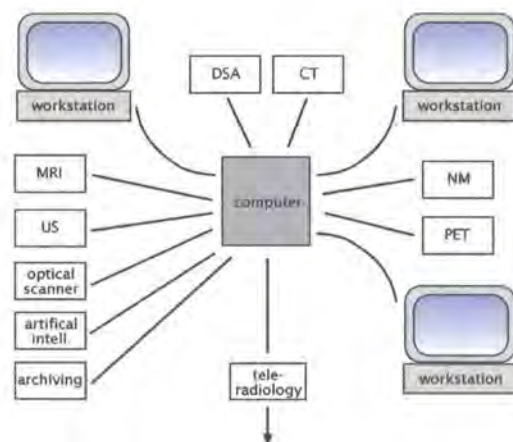 DSA
CT
workstation
workstation
MRI
computer
NM
US
PET
optical
scanner
artifical
intell.
archiving
tele-
radiology
workstation